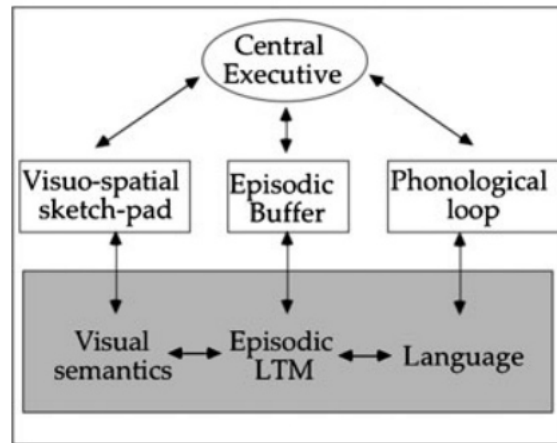 Central
Executive
Visuo-spatial
sketch-pad
Episodic
Buffer
Phonological
loop
Visual
semantics
Episodic
LTM
Language